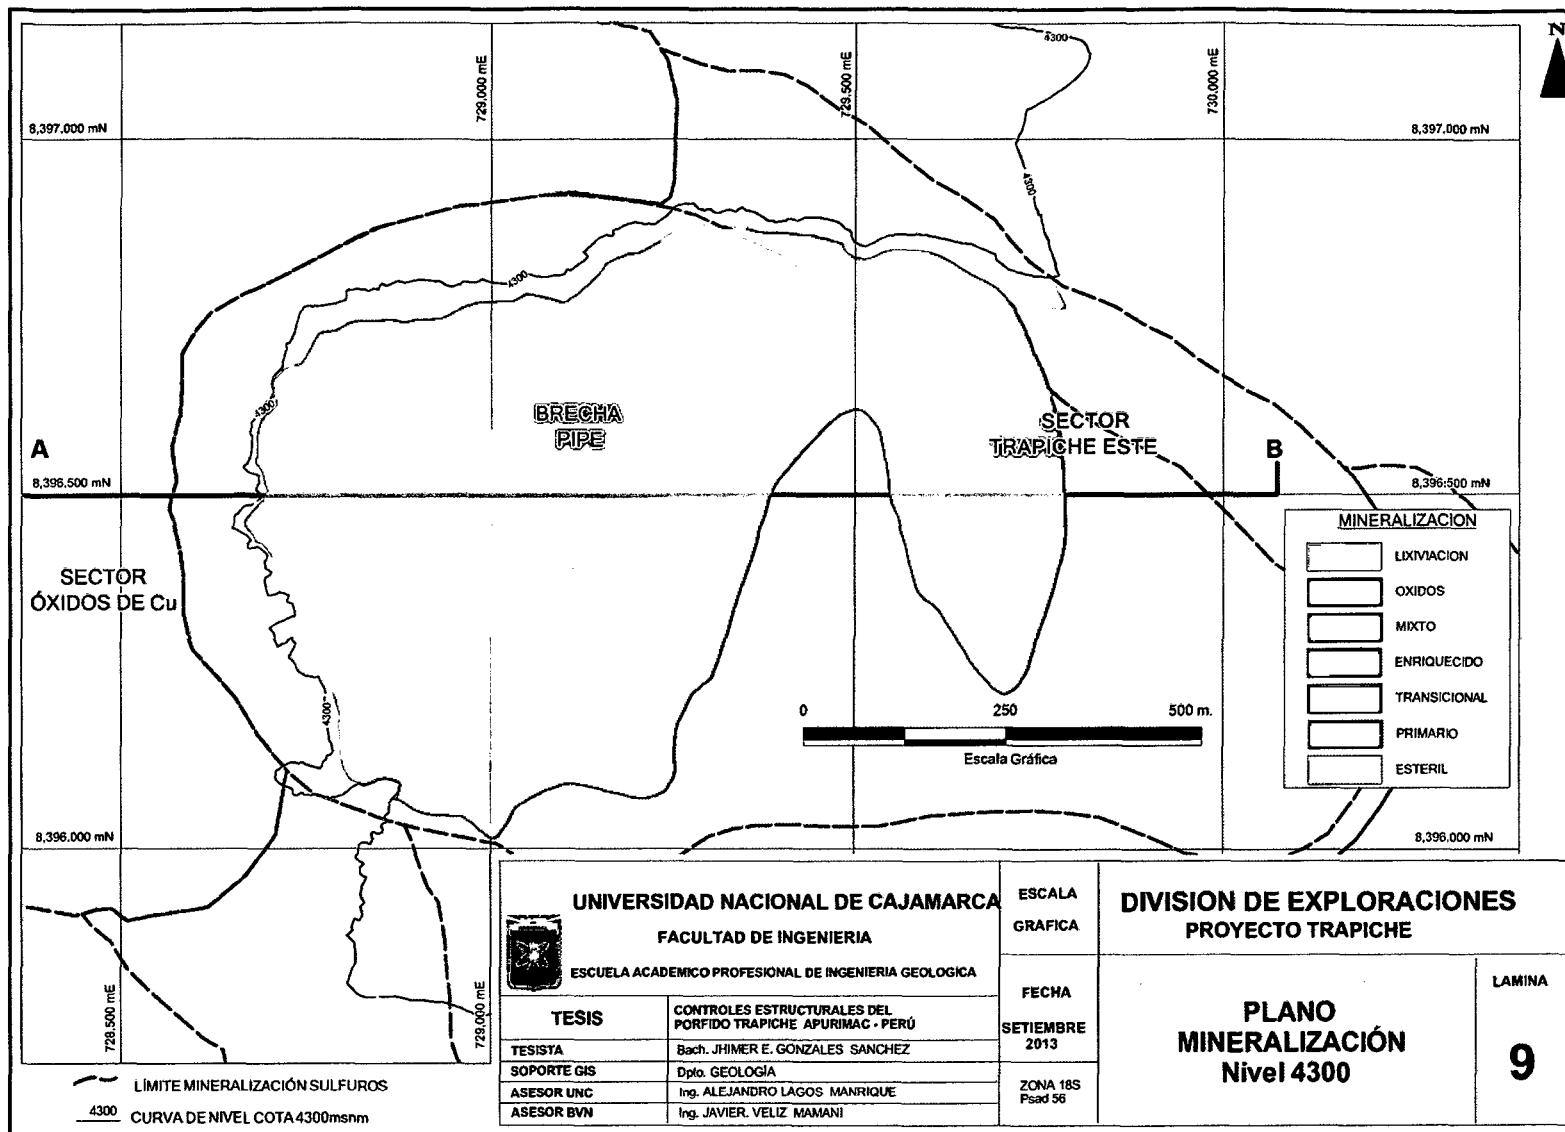 N
4300
729.000 mE
729.500 mE
730.000 mE
8,397.000 mN
8,397.000 mN
4300
4300
4300
BRECHA
PIPE
SECTOR
TRAPICHE ESTE
A
B
8,396.500 mN
8,396.500 mN
SECTOR
ÓXIDOS DE Cu
MINERALIZACION
LIXIVIACION
OXIDOS
MIXTO
ENRIQUECIDO
TRANSICIONAL
PRIMARIO
ESTERIL
4300
0 250 500 m.
Escala Gráfica
8,396.000 mN
8,396.000 mN
728.500 mE
729.000 mE
LÍMITE MINERALIZACIÓN SULFUROS
4300 CURVA DE NIVEL COTA 4300msnm
UNIVERSIDAD NACIONAL DE CAJAMARCA
FACULTAD DE INGENIERIA
ESCUELA ACADEMICO PROFESIONAL DE INGENIERIA GEOLOGICA
TESIS
CONTROLES ESTRUCTURALES DEL
PORFIDO TRAPICHE APURIMAC - PERÚ
TESISTA Bach. JHIMER E. GONZALES SANCHEZ
SOPORTE GIS Dpto. GEOLOGÍA
ASESOR UNC Ing. ALEJANDRO LAGOS MANRIQUE
ASESOR BVN Ing. JAVIER. VELIZ MAMANI
ESCALA
GRAFICA
FECHA
SETIEMBRE
2013
ZONA 18S
Psad 56
DIVISION DE EXPLORACIONES
PROYECTO TRAPICHE
PLANO
MINERALIZACIÓN
Nivel 4300
LAMINA
9